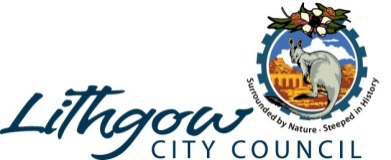 Lithgow
CITY COUNCIL
Surrounded by Nature - Steeped in History